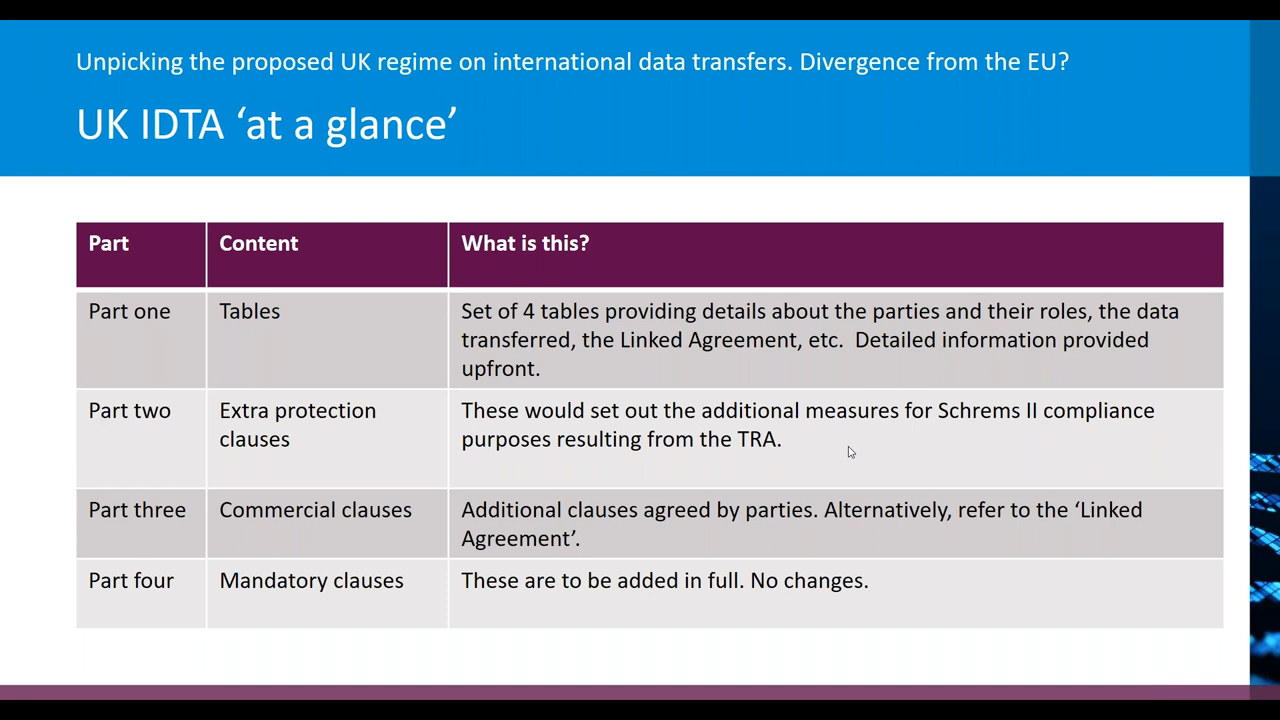 Unpicking the proposed UK regime on international data transfers. Divergence from the EU?
UK IDTA ‘at a glance’
Part
Content
What is this?
Part one
Tables
Set of 4 tables providing details about the parties and their roles, the data
transferred, the Linked Agreement, etc.  Detailed information provided
upfront.
Part two
Extra protection
clauses
These would set out the additional measures for Schrems II compliance
purposes resulting from the TRA.
Part three
Commercial clauses
Additional clauses agreed by parties. Alternatively, refer to the ‘Linked
Agreement’.
Part four
Mandatory clauses
These are to be added in full. No changes.